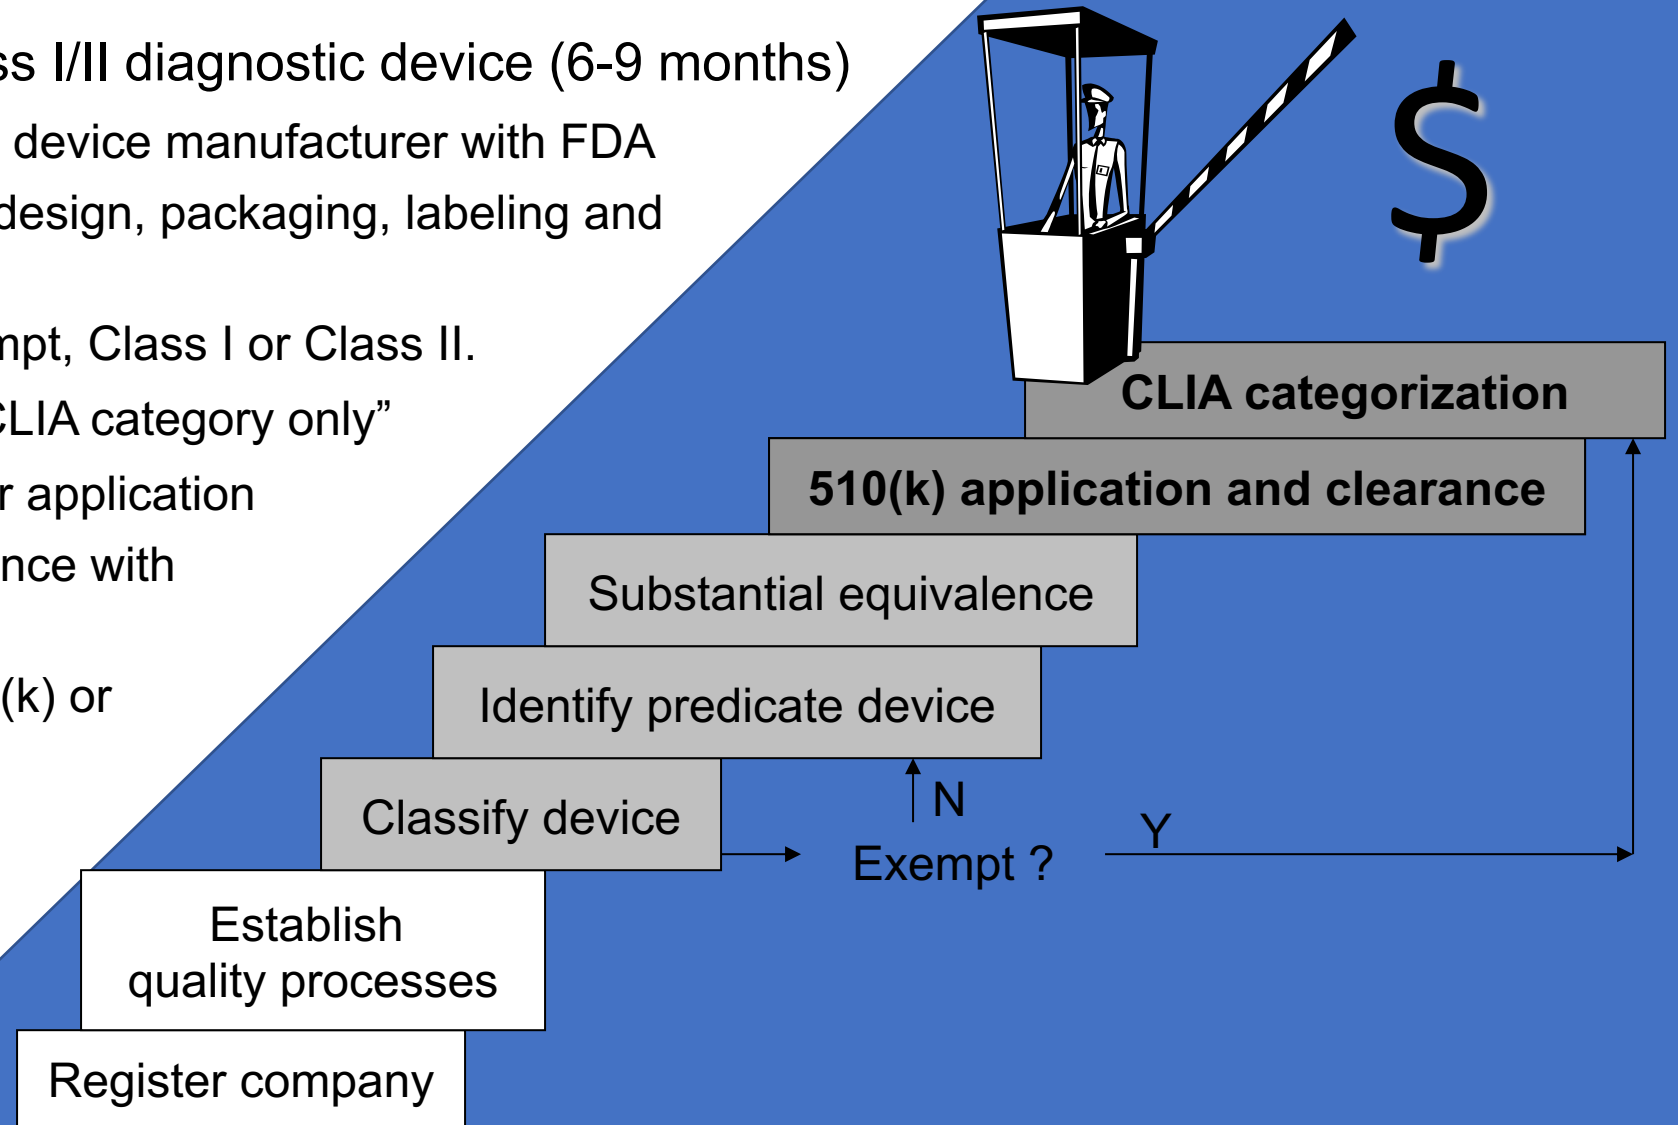 ss I/II diagnostic device (6-9 months)
device manufacturer with FDA
design, packaging, labeling and
mpt, Class I or Class II.
CLIA category only”
r application
nce with
(k) or
$
CLIA categorization
510(k) application and clearance
Substantial equivalence
Identify predicate device
Classify device
N
Exempt ?
Y
Establish
quality processes
Register company